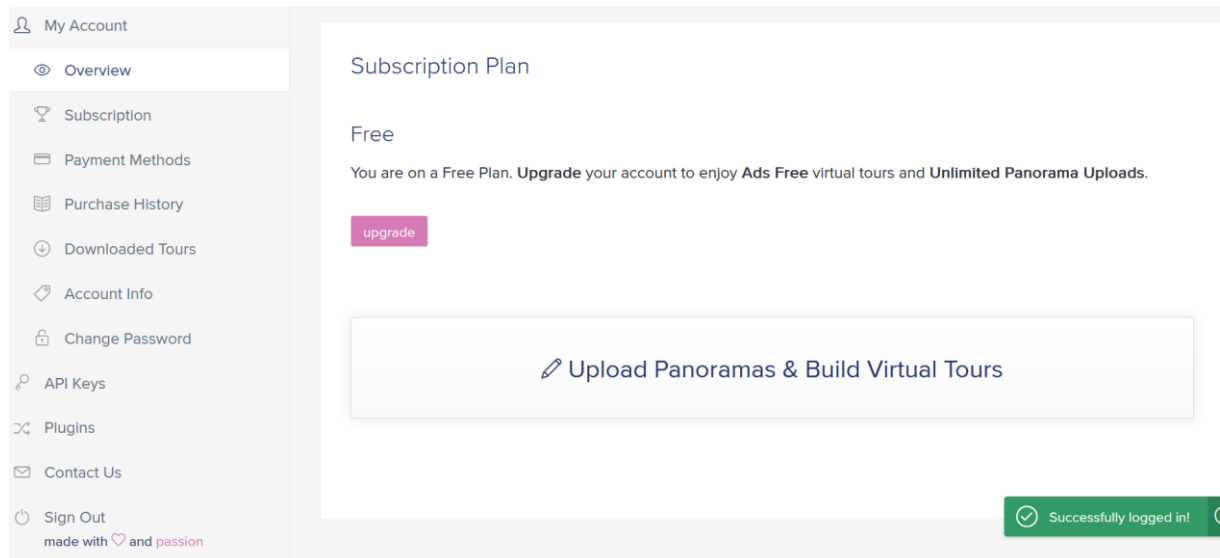 My Account
Overview
Subscription
Payment Methods
Purchase History
Downloaded Tours
Account Info
Change Password
API Keys
Plugins
Contact Us
Sign Out
made with and passion
Subscription Plan
Free
You are on a Free Plan. Upgrade your account to enjoy Ads Free virtual tours and Unlimited Panorama Uploads.
upgrade
Upload Panoramas & Build Virtual Tours
Successfully logged in!